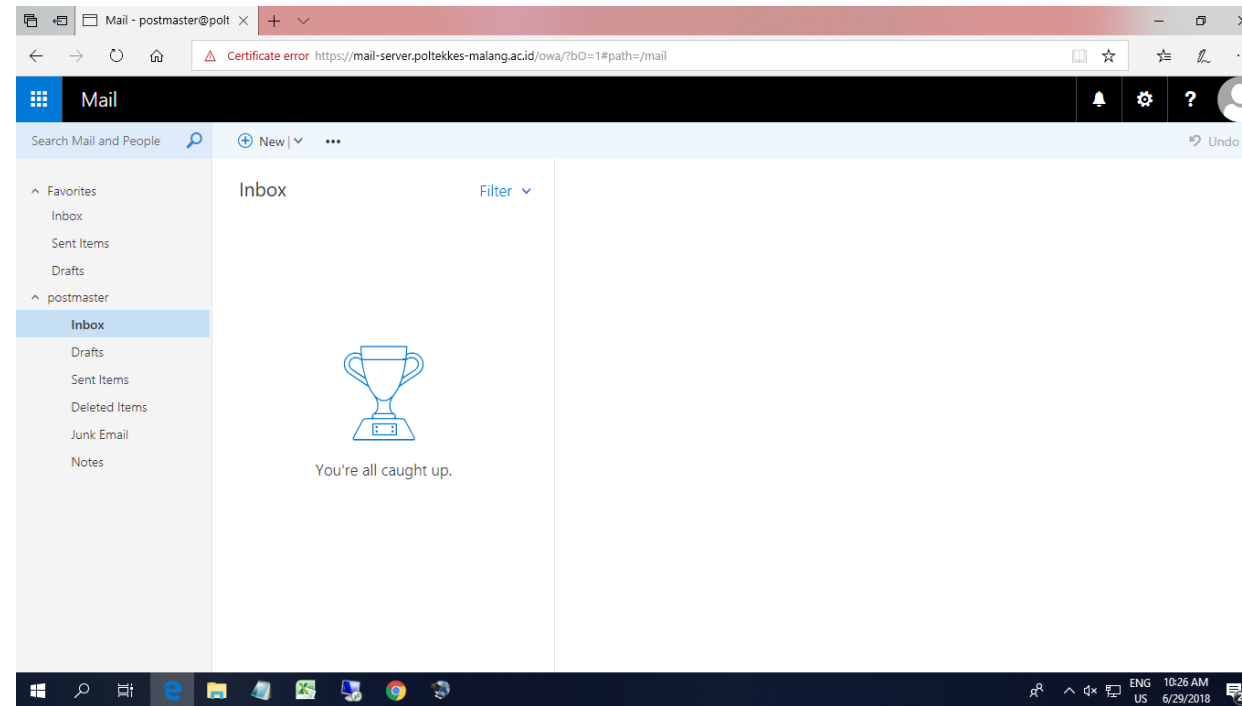 Mail - postmaster@polt
Certificate error https://mail-server.poltekkes-malang.ac.id/owa/?bO=1#path=/mail
Mail
?
Search Mail and People
New
Undo
Favorites
Inbox
Sent Items
Drafts
postmaster
Inbox
Drafts
Sent Items
Deleted Items
Junk Email
Notes
Inbox
Filter
You're all caught up.
ENG
US
10:26 AM
6/29/2018